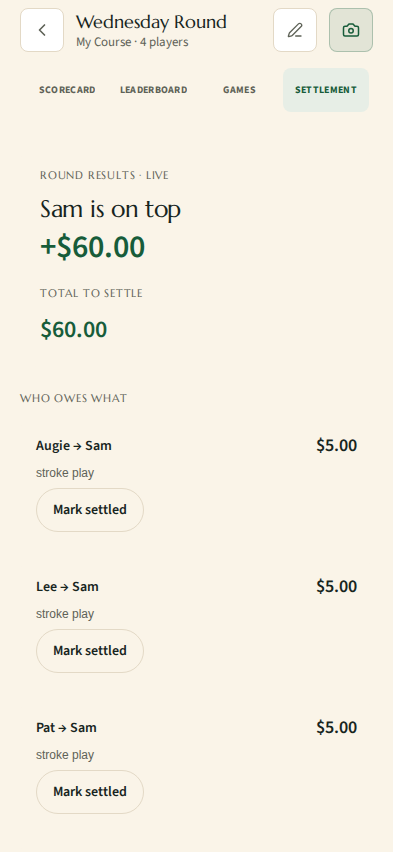 Wednesday Round
My Course · 4 players
SCORECARD LEADERBOARD GAMES SETTLEMENT
ROUND RESULTS · LIVE
Sam is on top
+$60.00
TOTAL TO SETTLE
$60.00
WHO OWES WHAT
Augie → Sam $5.00
stroke play
Mark settled
Lee → Sam $5.00
stroke play
Mark settled
Pat → Sam $5.00
stroke play
Mark settled